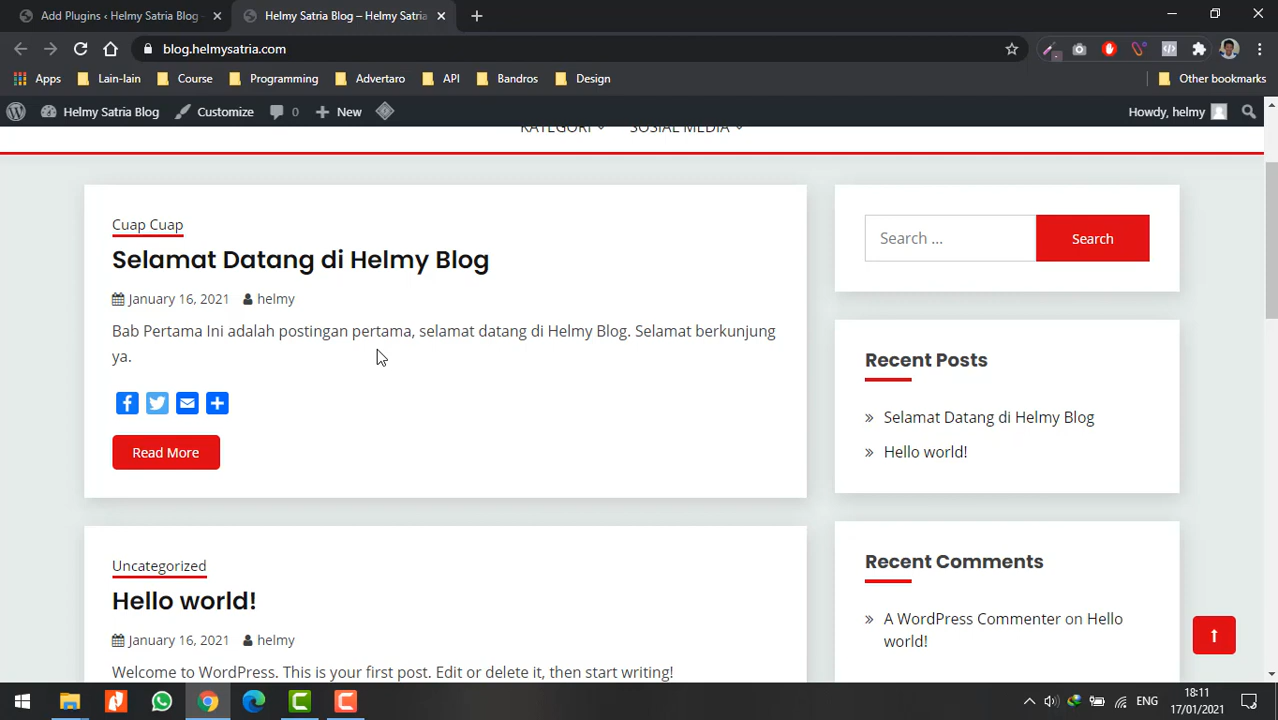 Add Plugins ‹ Helmy Satria Blog -
Helmy Satria Blog – Helmy Satria
blog.helmysatria.com
Apps
Lain-lain
Course
Programming
Advertaro
API
Bandros
Design
Other bookmarks
Helmy Satria Blog
Customize
0
New
Howdy, helmy
KATEGORI
SOSIAL MEDIA
Cuap Cuap
Selamat Datang di Helmy Blog
January 16, 2021
helmy
Bab Pertama Ini adalah postingan pertama, selamat datang di Helmy Blog. Selamat berkunjung
ya.
Read More
Uncategorized
Hello world!
January 16, 2021
helmy
Welcome to WordPress. This is your first post. Edit or delete it, then start writing!
Search …
Search
Recent Posts
Selamat Datang di Helmy Blog
Hello world!
Recent Comments
A WordPress Commenter on Hello
world!
ENG
18:11
17/01/2021